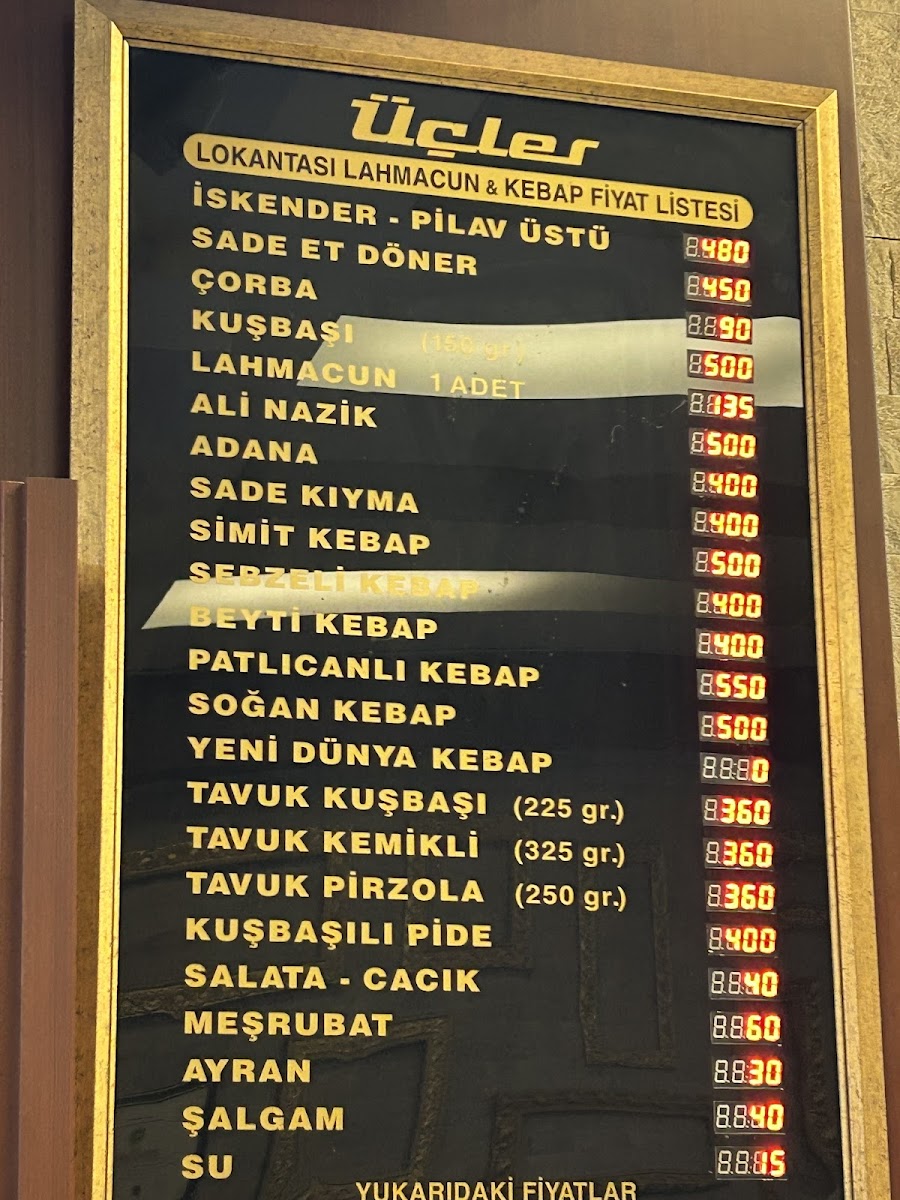 Üçler
LOKANTASI LAHMACUN & KEBAP FİYAT LİSTESİ
İSKENDER - PİLAV ÜSTÜ 480
SADE ET DÖNER 450
ÇORBA 90
KUŞBAŞI (150 gr.) 500
LAHMACUN 1 ADET 135
ALİ NAZİK 500
ADANA 400
SADE KIYMA 400
SİMİT KEBAP 500
SEBZELİ KEBAP 400
BEYTİ KEBAP 400
PATLICANLI KEBAP 550
SOĞAN KEBAP 500
YENİ DÜNYA KEBAP 0
TAVUK KUŞBAŞI (225 gr.) 360
TAVUK KEMİKLİ (325 gr.) 360
TAVUK PİRZOLA (250 gr.) 360
KUŞBAŞILI PİDE 400
SALATA - CACIK 40
MEŞRUBAT 60
AYRAN 30
ŞALGAM 40
SU 15
YUKARIDAKİ FİYATLAR